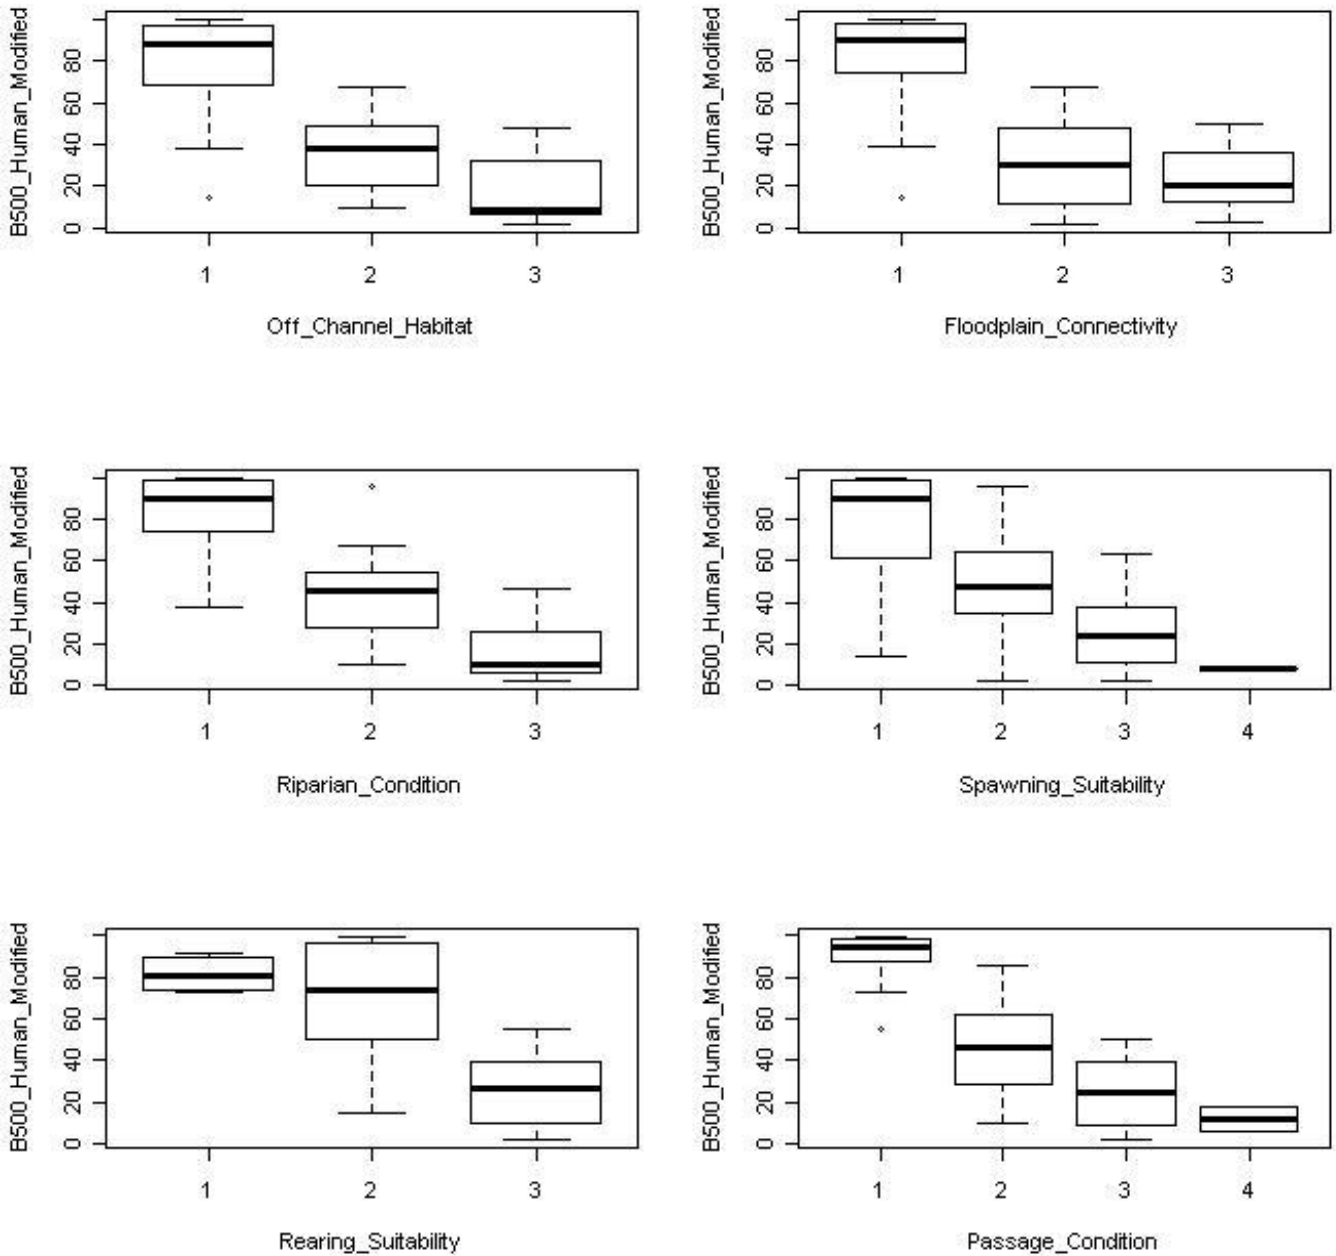 B500_Human_Modified
80
60
40
20
0
1 2 3
Off_Channel_Habitat
B500_Human_Modified
80
60
40
20
0
1 2 3
Floodplain_Connectivity
B500_Human_Modified
80
60
40
20
0
1 2 3
Riparian_Condition
B500_Human_Modified
80
60
40
20
0
1 2 3 4
Spawning_Suitability
B500_Human_Modified
80
60
40
20
0
1 2 3
Rearing_Suitability
B500_Human_Modified
80
60
40
20
0
1 2 3 4
Passage_Condition